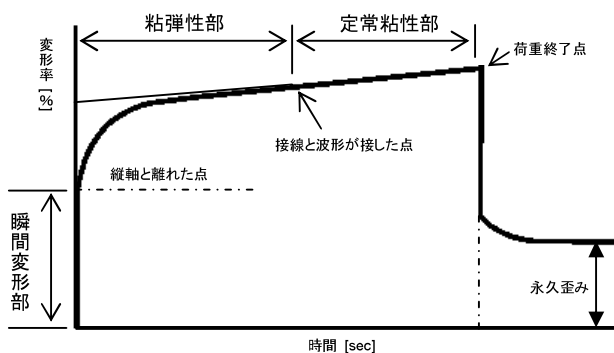 粘弾性部
定常粘性部
荷重終了点
変形率 [%]
接線と波形が接した点
縦軸と離れた点
瞬間変形部
永久歪み
時間 [sec]